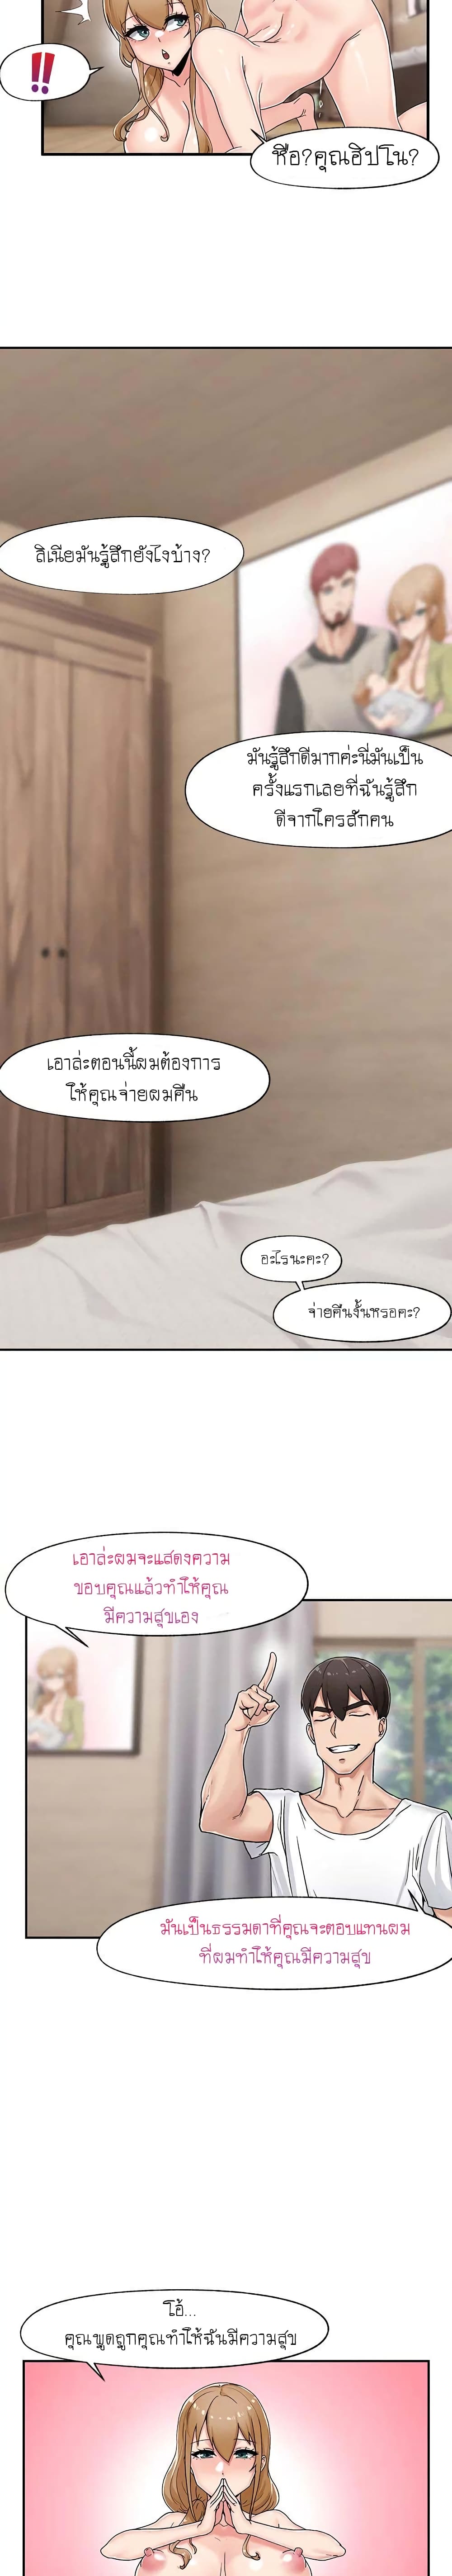 !!
หือ?คุณฮิปโน?
ลิเนียมันรู้สึกยังไงบ้าง?
มันรู้สึกดีมากค่ะนี่มันเป็น
ครั้งแรกเลยที่ฉันรู้สึก
ดีจากใครสักคน
เอาล่ะตอนนี้ผมต้องการ
ให้คุณจ่ายผมคืน
อะไรนะคะ?
จ่ายคืนงั้นหรอคะ?
เอาล่ะผมจะแสดงความ
ขอบคุณแล้วทำให้คุณ
มีความสุขเอง
มันเป็นธรรมดาที่คุณจะตอบแทนผม
ที่ผมทำให้คุณมีความสุข
โอ้...
คุณพูดถูกคุณทำให้ฉันมีความสุข